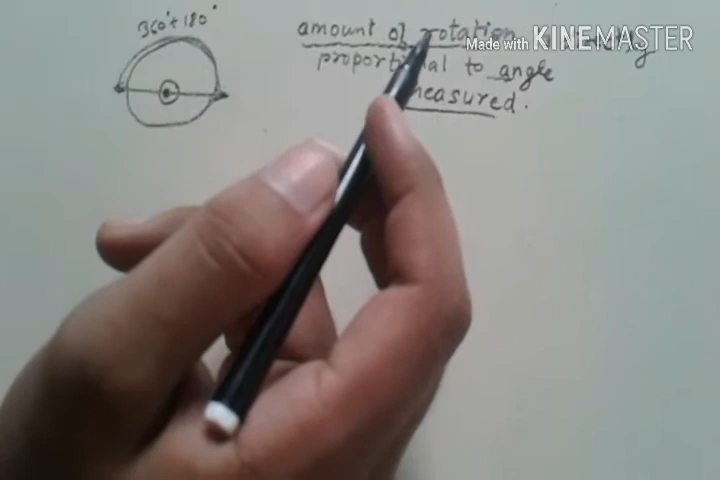 360°+180°
amount of rotation
Made with KINEMASTER
proportional to angle
measured.